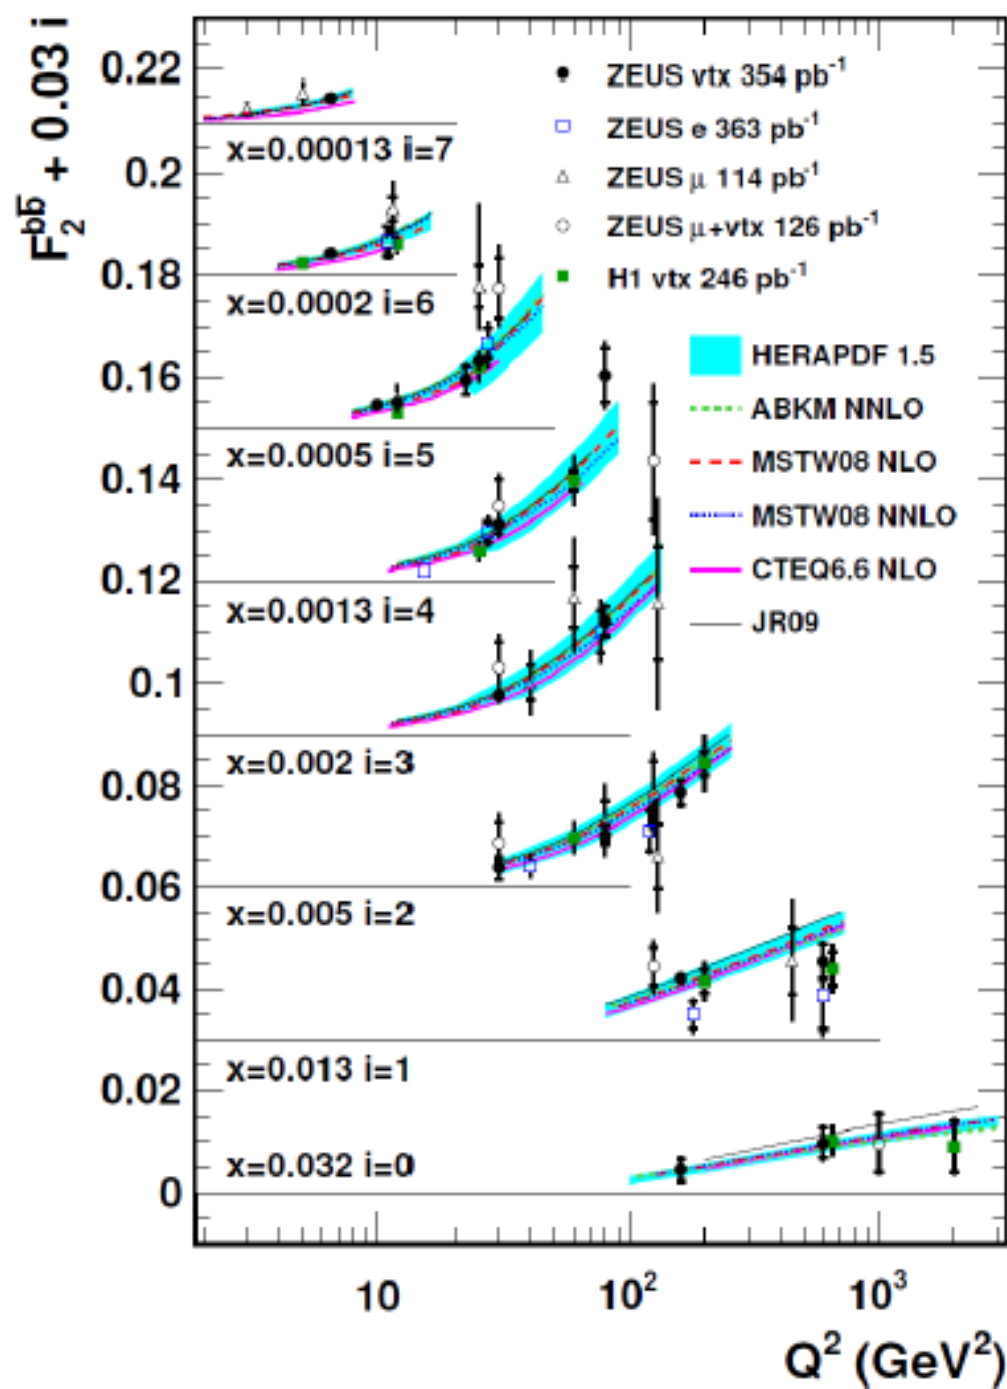 F₂^bb̄ + 0.03 i
0.22
0.2
0.18
0.16
0.14
0.12
0.1
0.08
0.06
0.04
0.02
0
ZEUS vtx 354 pb⁻¹
ZEUS e 363 pb⁻¹
ZEUS μ 114 pb⁻¹
ZEUS μ+vtx 126 pb⁻¹
H1 vtx 246 pb⁻¹
HERAPDF 1.5
ABKM NNLO
MSTW08 NLO
MSTW08 NNLO
CTEQ6.6 NLO
JR09
x=0.00013 i=7
x=0.0002 i=6
x=0.0005 i=5
x=0.0013 i=4
x=0.002 i=3
x=0.005 i=2
x=0.013 i=1
x=0.032 i=0
10 10² 10³
Q² (GeV²)